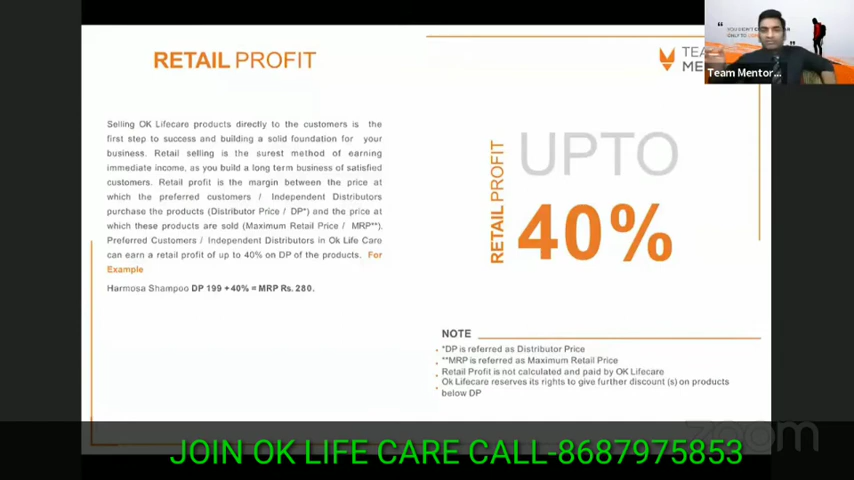 RETAIL PROFIT
Selling OK Lifecare products directly to the customers is the
first step to success and building a solid foundation for your
business. Retail selling is the surest method of earning
immediate income, as you build a long term business of satisfied
customers. Retail profit is the margin between the price at
which the preferred customers / Independent Distributors
purchase the products (Distributor Price / DP*) and the price at
which these products are sold (Maximum Retail Price / MRP**).
Preferred Customers / Independent Distributors in Ok Life Care
can earn a retail profit of up to 40% on DP of the products. For
Example
Harmosa Shampoo DP 199 + 40% = MRP Rs. 280.
Team Mentor...
RETAIL PROFIT
UPTO
40%
NOTE
*DP is referred as Distributor Price
**MRP is referred as Maximum Retail Price
Retail Profit is not calculated and paid by OK Lifecare
Ok Lifecare reserves its rights to give further discount (s) on products
below DP
zoom
JOIN OK LIFE CARE CALL-8687975853